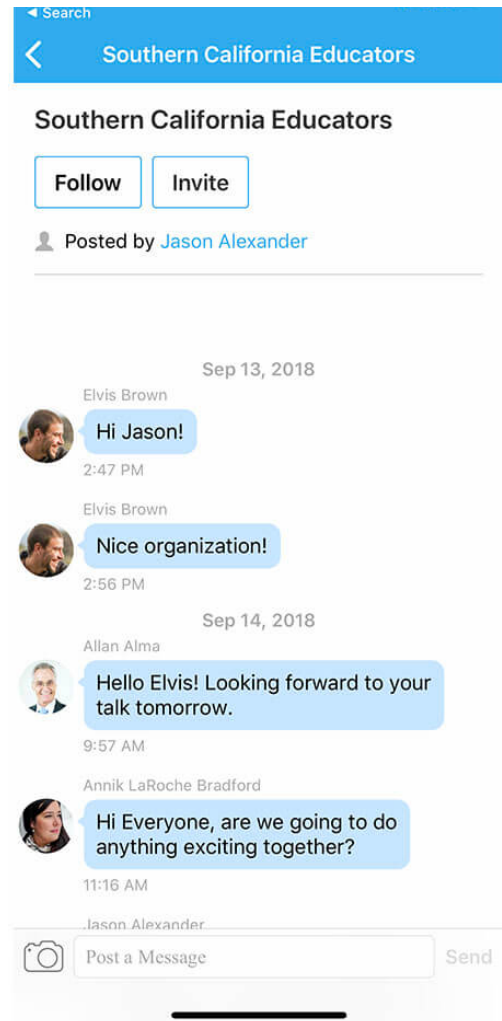 ◄ Search
Southern California Educators
Southern California Educators
Follow Invite
Posted by Jason Alexander
Sep 13, 2018
Elvis Brown
Hi Jason!
2:47 PM
Elvis Brown
Nice organization!
2:56 PM
Sep 14, 2018
Allan Alma
Hello Elvis! Looking forward to your
talk tomorrow.
9:57 AM
Annik LaRoche Bradford
Hi Everyone, are we going to do
anything exciting together?
11:16 AM
Jason Alexander
Post a Message Send